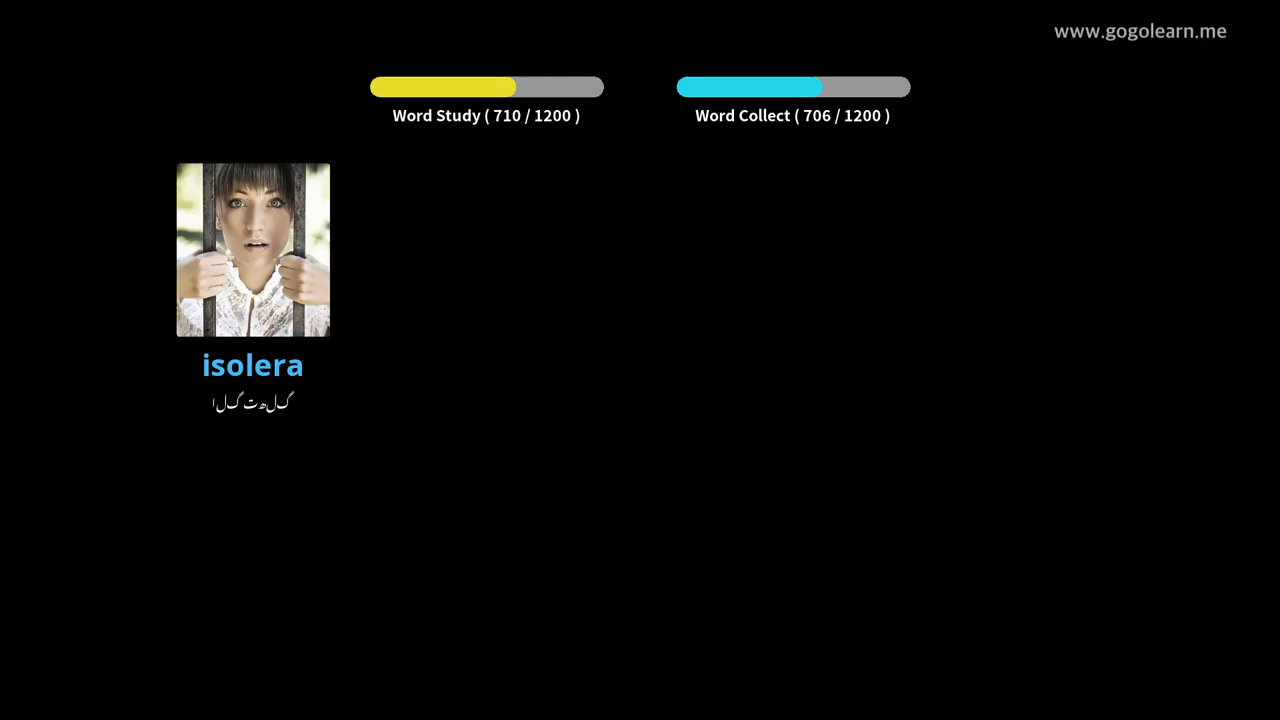 www.gogolearn.me
Word Study ( 710 / 1200 )
Word Collect ( 706 / 1200 )
isolera
الگ تھلگ